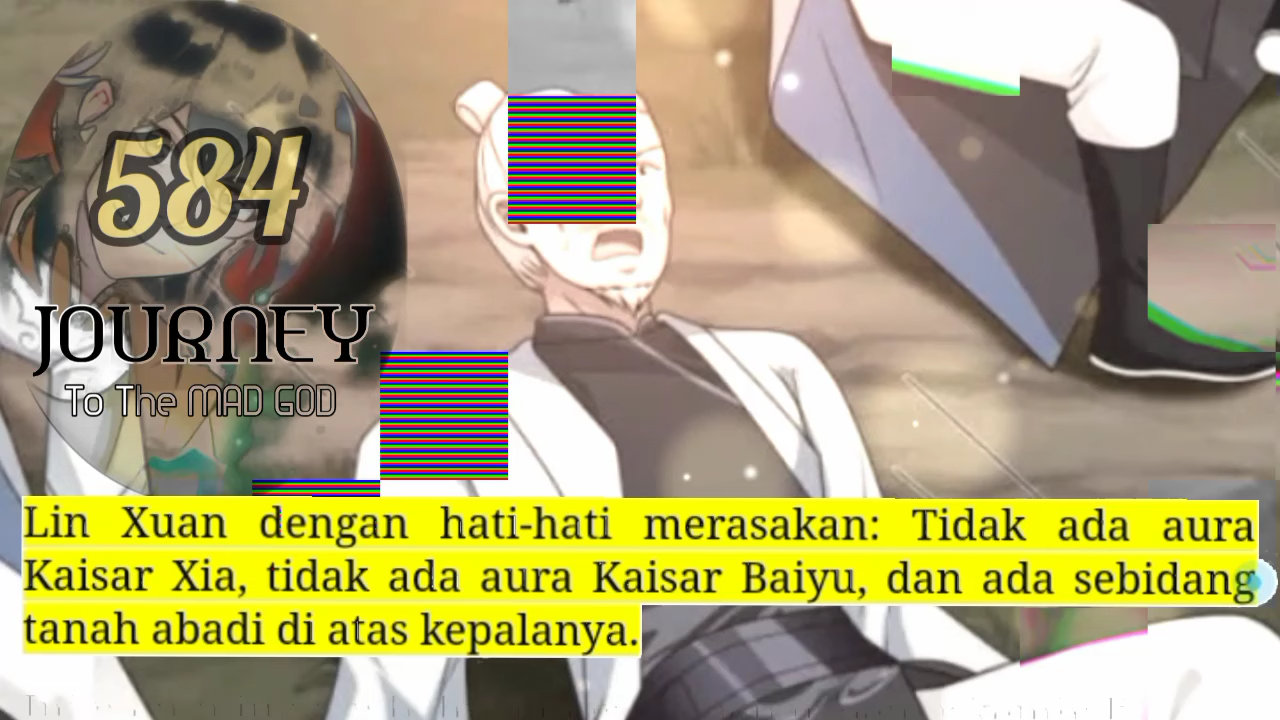 584
JOURNEY
To The MAD GOD
Lin Xuan dengan hati-hati merasakan: Tidak ada aura
Kaisar Xia, tidak ada aura Kaisar Baiyu, dan ada sebidang
tanah abadi di atas kepalanya.